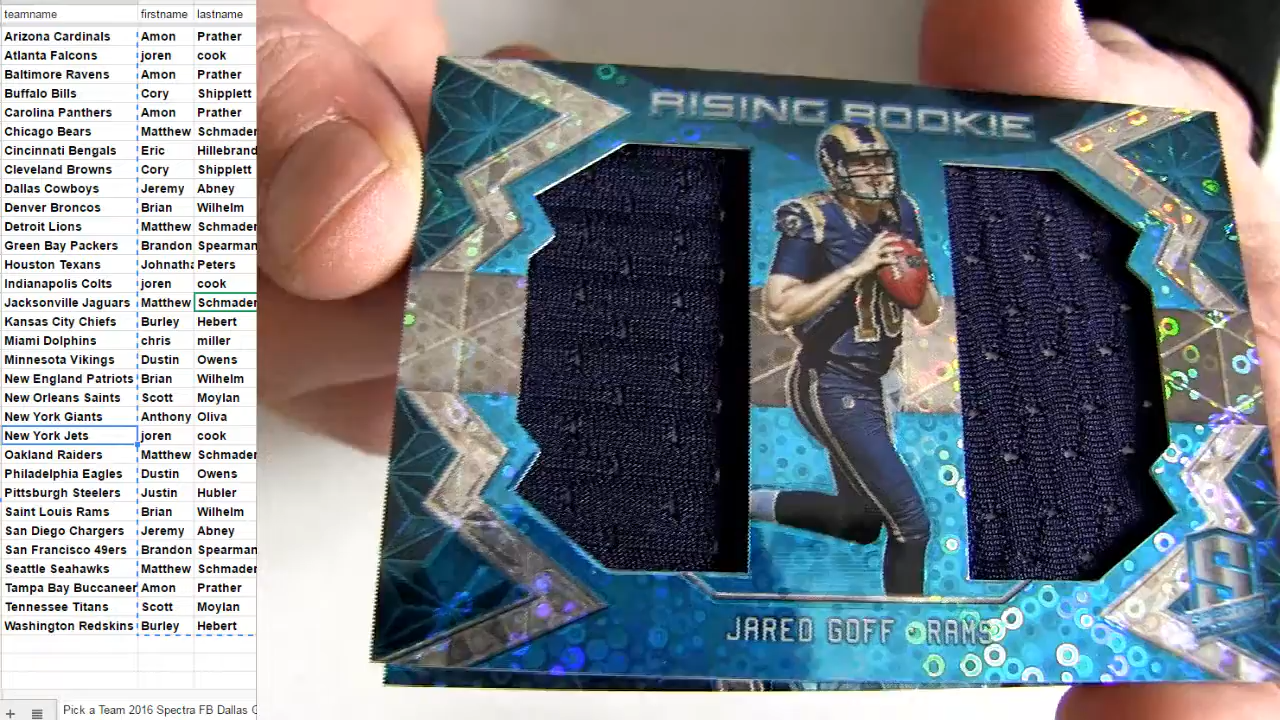 teamname firstname lastname
Arizona Cardinals Amon Prather
Atlanta Falcons joren cook
Baltimore Ravens Amon Prather
Buffalo Bills Cory Shipplett
Carolina Panthers Amon Prather
Chicago Bears Matthew Schmader
Cincinnati Bengals Eric Hillebrand
Cleveland Browns Cory Shipplett
Dallas Cowboys Jeremy Abney
Denver Broncos Brian Wilhelm
Detroit Lions Matthew Schmader
Green Bay Packers Brandon Spearman
Houston Texans Johnatha Peters
Indianapolis Colts joren cook
Jacksonville Jaguars Matthew Schmader
Kansas City Chiefs Burley Hebert
Miami Dolphins chris miller
Minnesota Vikings Dustin Owens
New England Patriots Brian Wilhelm
New Orleans Saints Scott Moylan
New York Giants Anthony Oliva
New York Jets joren cook
Oakland Raiders Matthew Schmader
Philadelphia Eagles Dustin Owens
Pittsburgh Steelers Justin Hubler
Saint Louis Rams Brian Wilhelm
San Diego Chargers Jeremy Abney
San Francisco 49ers Brandon Spearman
Seattle Seahawks Matthew Schmader
Tampa Bay Buccaneer Amon Prather
Tennessee Titans Scott Moylan
Washington Redskins Burley Hebert
Pick a Team 2016 Spectra FB Dallas G
RISING ROOKIE
16
JARED GOFF • RAMS
S